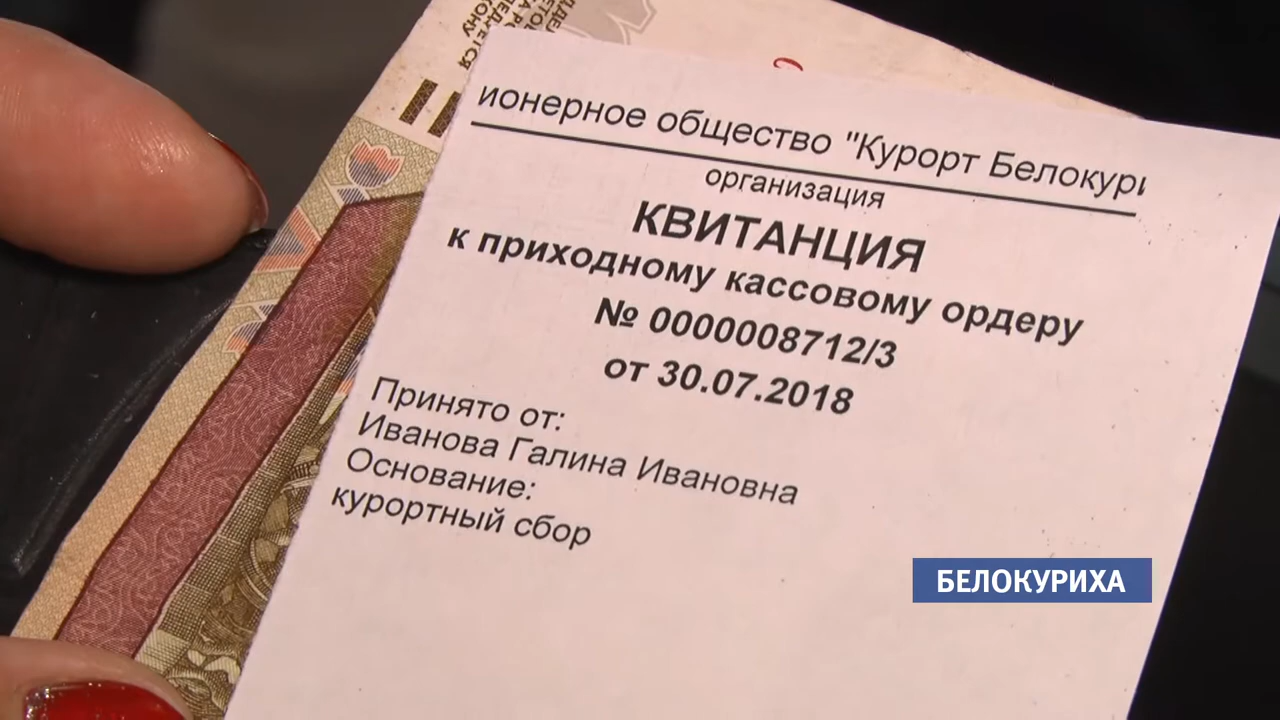 ионерное общество "Курорт Белокури
организация
КВИТАНЦИЯ
к приходному кассовому ордеру
№ 0000008712/3
от 30.07.2018
Принято от:
Иванова Галина Ивановна
Основание:
курортный сбор
БЕЛОКУРИХА